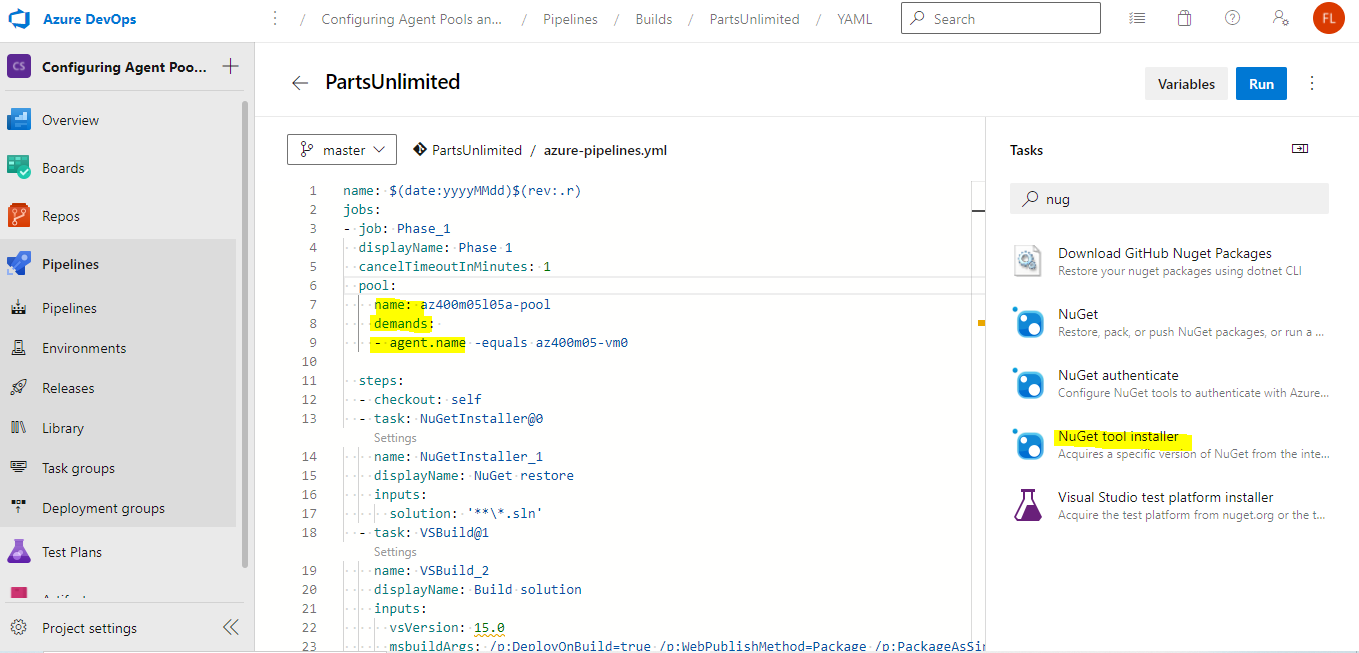 Azure DevOps
/ Configuring Agent Pools an... / Pipelines / Builds / PartsUnlimited / YAML
Search
FL
CS Configuring Agent Poo...
Overview
Boards
Repos
Pipelines
Pipelines
Environments
Releases
Library
Task groups
Deployment groups
Test Plans
Project settings
PartsUnlimited
Variables
Run
master
PartsUnlimited / azure-pipelines.yml
1 name: $(date:yyyyMMdd)$(rev:.r)
2 jobs:
3 - job: Phase_1
4 displayName: Phase 1
5 cancelTimeoutInMinutes: 1
6 pool:
7 name: az400m05l05a-pool
8 demands:
9 - agent.name -equals az400m05-vm0
10
11 steps:
12 - checkout: self
13 - task: NuGetInstaller@0
Settings
14 name: NuGetInstaller_1
15 displayName: NuGet restore
16 inputs:
17 solution: '**\*.sln'
18 - task: VSBuild@1
Settings
19 name: VSBuild_2
20 displayName: Build solution
21 inputs:
22 vsVersion: 15.0
23 msbuildArgs: /p:DeployOnBuild=true /p:WebPublishMethod=Package /p:PackageAsSin
Tasks
nug
Download GitHub Nuget Packages
Restore your nuget packages using dotnet CLI
NuGet
Restore, pack, or push NuGet packages, or run a ...
NuGet authenticate
Configure NuGet tools to authenticate with Azure...
NuGet tool installer
Acquires a specific version of NuGet from the inte...
Visual Studio test platform installer
Acquire the test platform from nuget.org or the t...